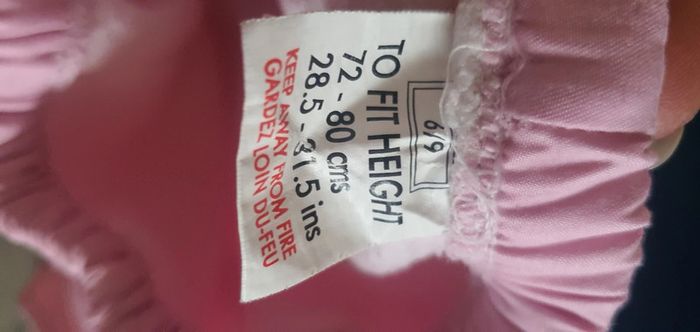 6/9
TO FIT HEIGHT
72 - 80 cms
28.5 - 31.5 ins
KEEP AWAY FROM FIRE
GARDEZ LOIN DU-FEU